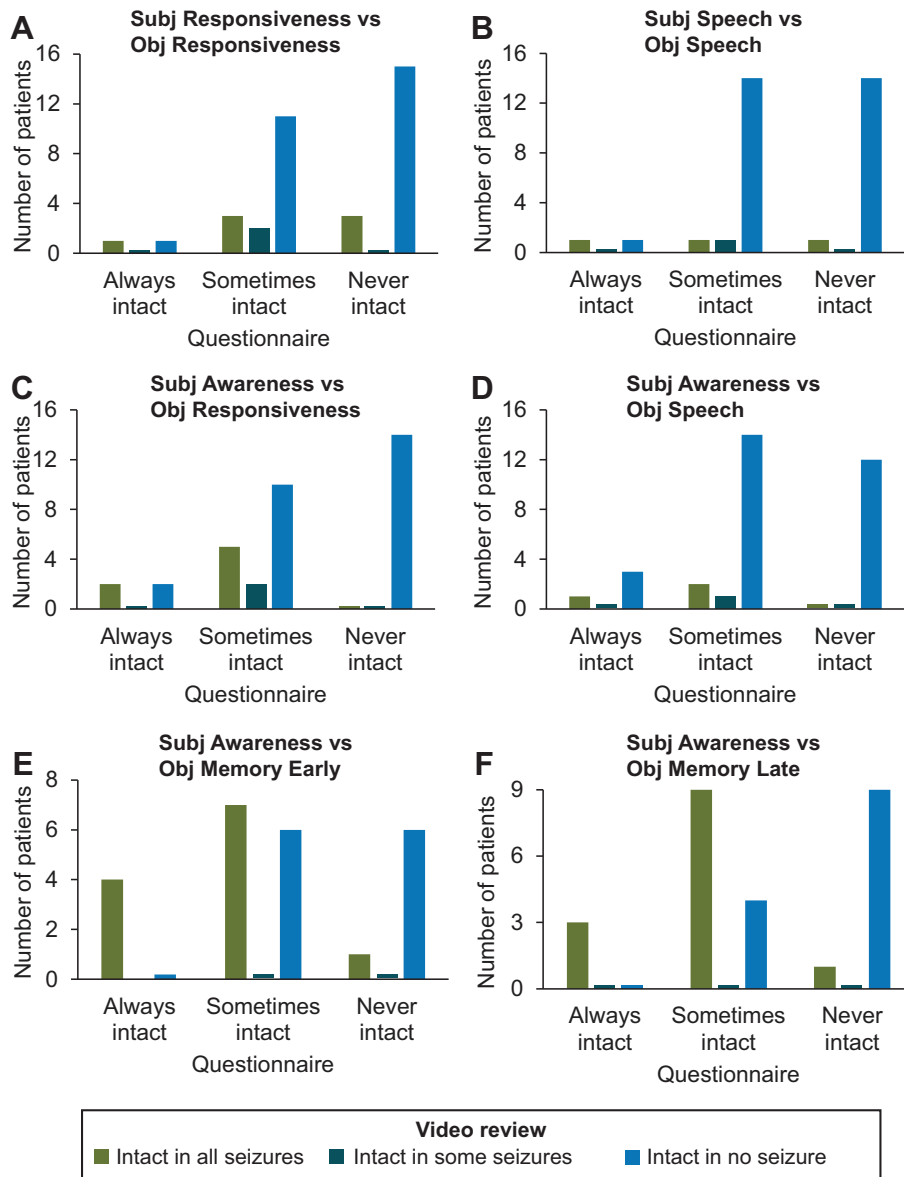 A
Subj Responsiveness vs
Obj Responsiveness
Number of patients
16
12
8
4
0
Always
intact
Sometimes
intact
Never
intact
Questionnaire
B
Subj Speech vs
Obj Speech
Number of patients
16
12
8
4
0
Always
intact
Sometimes
intact
Never
intact
Questionnaire
C
Subj Awareness vs
Obj Responsiveness
Number of patients
16
12
8
4
0
Always
intact
Sometimes
intact
Never
intact
Questionnaire
D
Subj Awareness vs
Obj Speech
Number of patients
16
12
8
4
0
Always
intact
Sometimes
intact
Never
intact
Questionnaire
E
Subj Awareness vs
Obj Memory Early
Number of patients
8
6
4
2
0
Always
intact
Sometimes
intact
Never
intact
Questionnaire
F
Subj Awareness vs
Obj Memory Late
Number of patients
9
6
3
0
Always
intact
Sometimes
intact
Never
intact
Questionnaire
Video review
Intact in all seizures
Intact in some seizures
Intact in no seizure